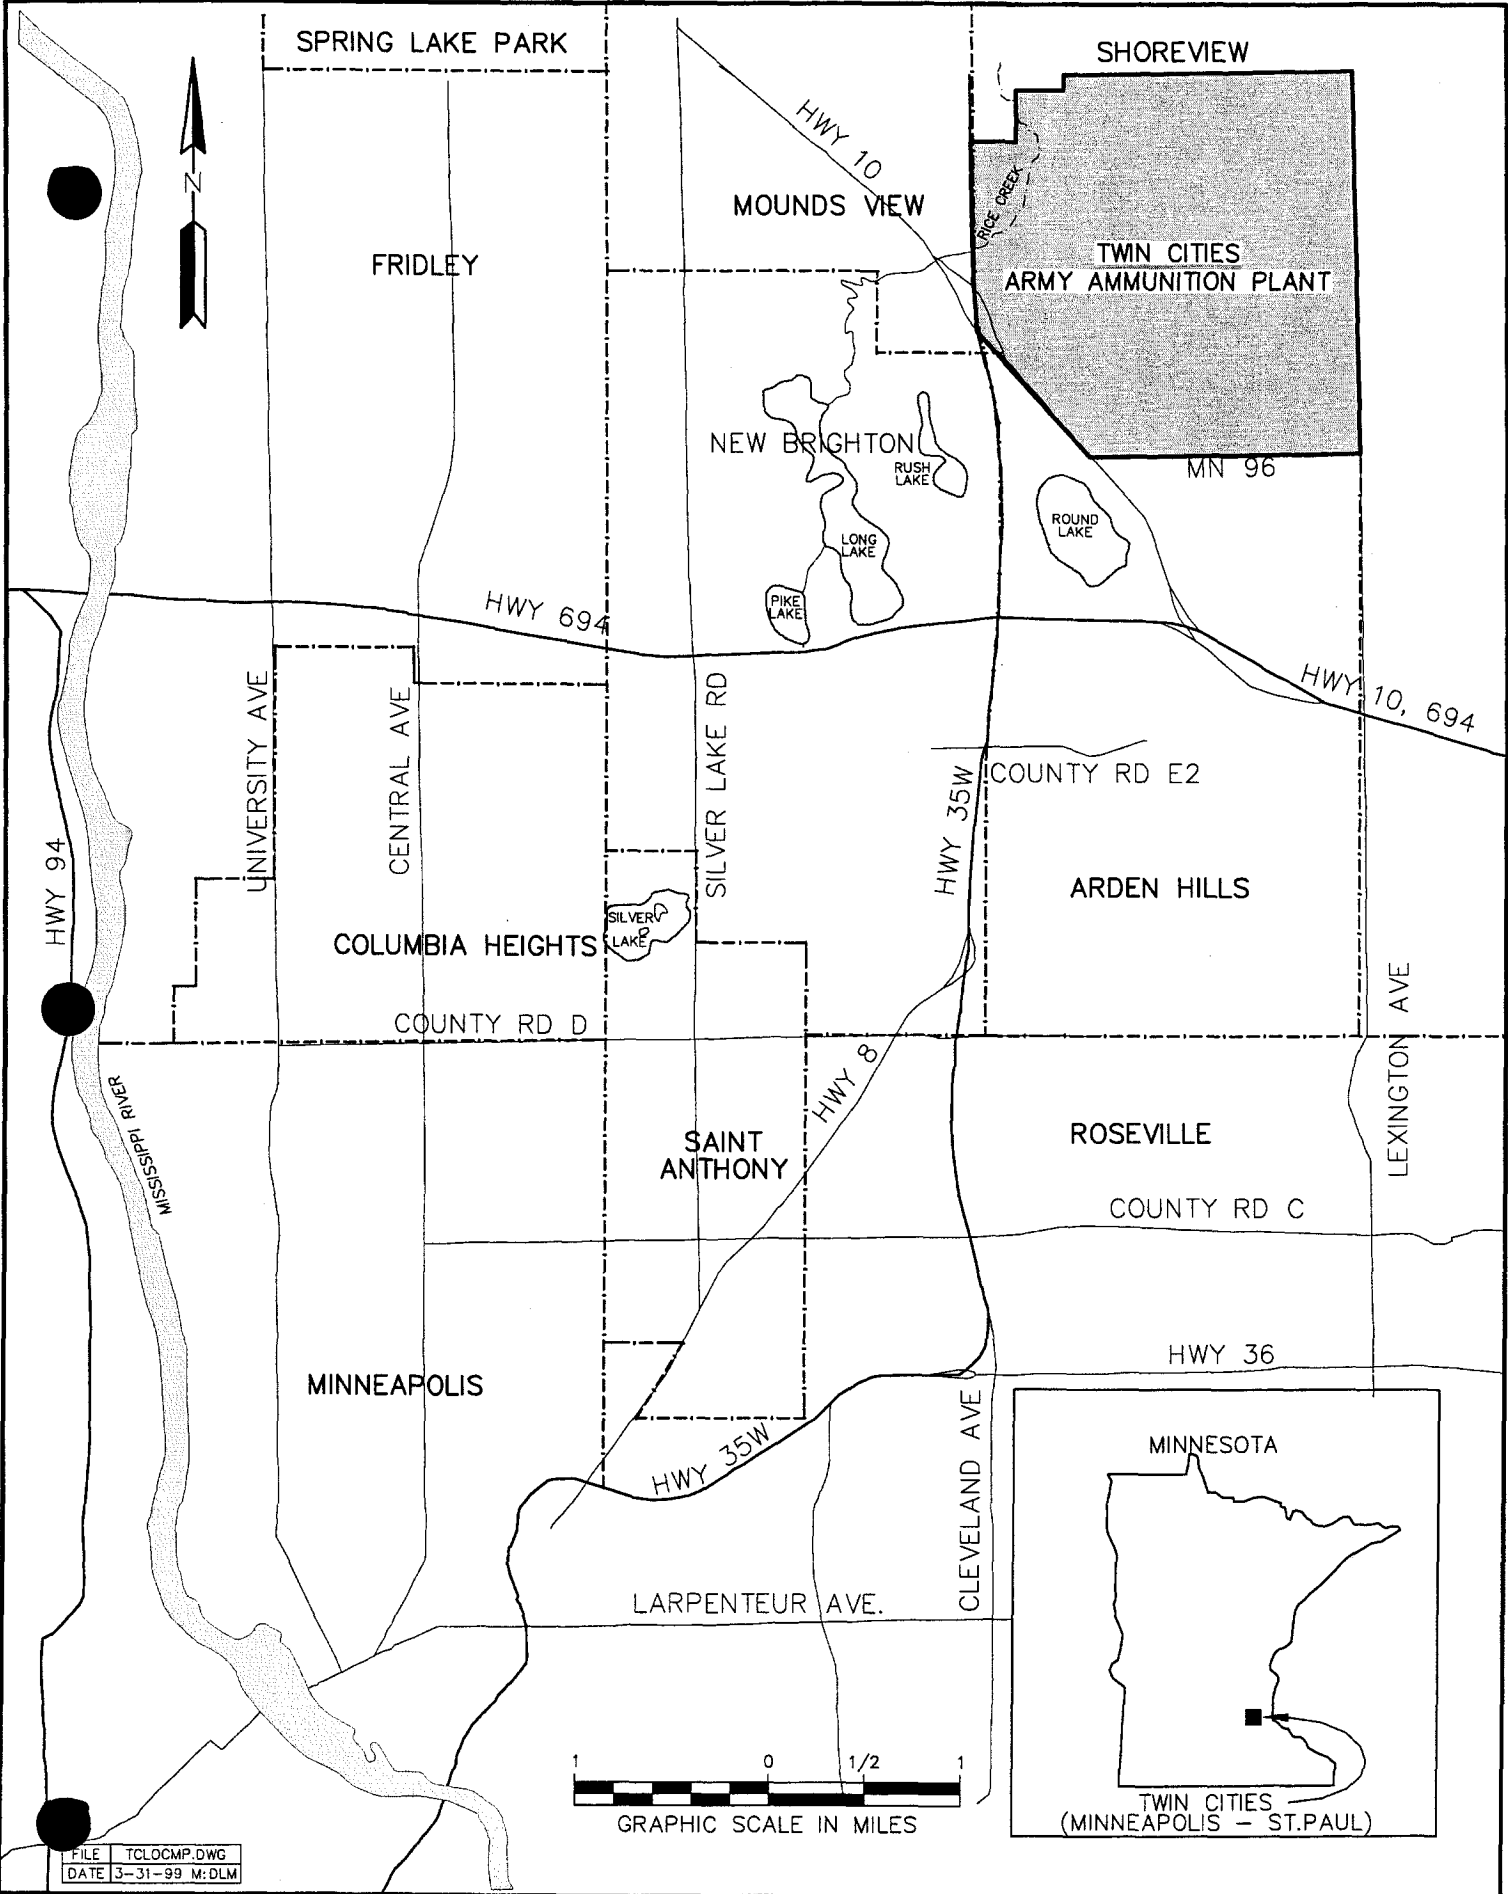 SPRING LAKE PARK
SHOREVIEW
HWY 10
N
RICE CREEK
MOUNDS VIEW
FRIDLEY
TWIN CITIES
ARMY AMMUNITION PLANT
NEW BRIGHTON
RUSH
LAKE
MN 96
ROUND
LAKE
LONG
LAKE
PIKE
LAKE
HWY 694
HWY 10, 694
UNIVERSITY AVE
CENTRAL AVE
SILVER LAKE RD
HWY 35W
COUNTY RD E2
HWY 94
ARDEN HILLS
SILVER
LAKE
COLUMBIA HEIGHTS
COUNTY RD D
LEXINGTON AVE
HWY 8
MISSISSIPPI RIVER
SAINT
ANTHONY
ROSEVILLE
COUNTY RD C
HWY 36
MINNEAPOLIS
HWY 35W
CLEVELAND AVE
MINNESOTA
LARPENTEUR AVE.
1 0 1/2 1
GRAPHIC SCALE IN MILES
TWIN CITIES
(MINNEAPOLIS - ST.PAUL)
FILE TCLOCMP.DWG
DATE 3-31-99 M:DLM